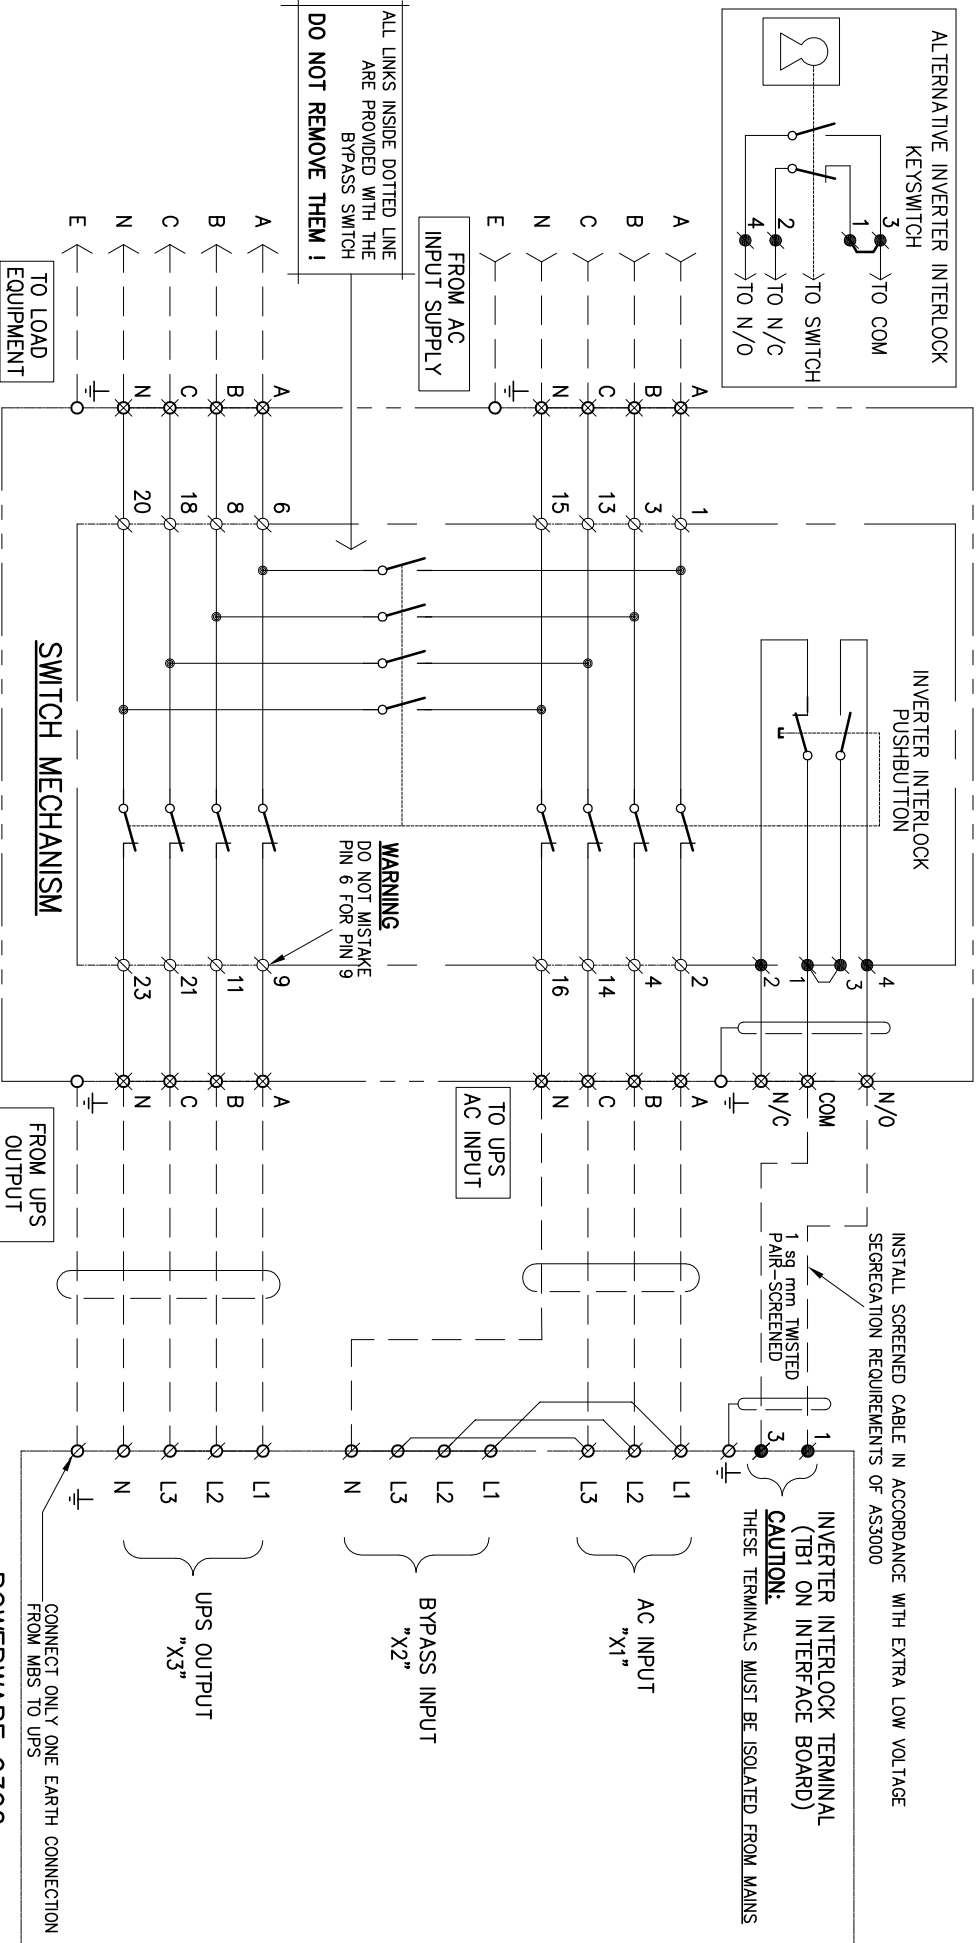 ALTERNATIVE INVERTER INTERLOCK
KEYSWITCH
3
1
2
4
TO COM
TO SWITCH
TO N/C
TO N/O
FROM AC
INPUT SUPPLY
A
B
C
N
E
ALL LINKS INSIDE DOTTED LINE
ARE PROVIDED WITH THE
BYPASS SWITCH
DO NOT REMOVE THEM !
A
B
C
N
E
TO LOAD
EQUIPMENT
A
B
C
N
A
B
C
N
1
3
13
15
6
8
18
20
INVERTER INTERLOCK
PUSHBUTTON
SWITCH MECHANISM
WARNING
DO NOT MISTAKE
PIN 6 FOR PIN 9
4
3
1
2
2
4
14
16
9
11
21
23
N/O
COM
N/C
A
B
C
N
TO UPS
AC INPUT
A
B
C
N
FROM UPS
OUTPUT
INSTALL SCREENED CABLE IN ACCORDANCE WITH EXTRA LOW VOLTAGE
SEGREGATION REQUIREMENTS OF AS3000
1 sq mm TWISTED
PAIR-SCREENED
1
3
INVERTER INTERLOCK TERMINAL
(TB1 ON INTERFACE BOARD)
CAUTION:
THESE TERMINALS MUST BE ISOLATED FROM MAINS
L1
L2
L3
AC INPUT
"X1"
L1
L2
L3
N
BYPASS INPUT
"X2"
L1
L2
L3
N
UPS OUTPUT
"X3"
CONNECT ONLY ONE EARTH CONNECTION
FROM MBS TO UPS